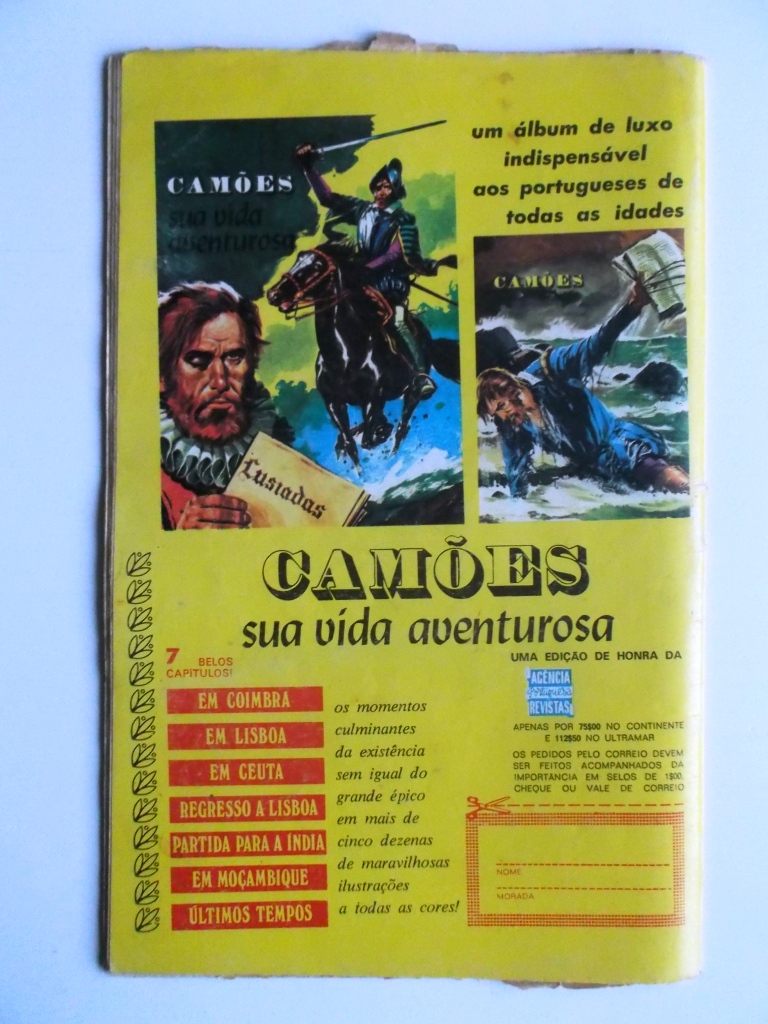 um álbum de luxo
indispensável
aos portugueses de
todas as idades
CAMÕES
sua vida
aventurosa
Lusiadas
CAMÕES
CAMÕES
sua vida aventurosa
7 BELOS
CAPITULOS!
EM COIMBRA
EM LISBOA
EM CEUTA
REGRESSO A LISBOA
PARTIDA PARA A ÍNDIA
EM MOÇAMBIQUE
ÚLTIMOS TEMPOS
os momentos
culminantes
da existência
sem igual do
grande épico
em mais de
cinco dezenas
de maravilhosas
ilustrações
a todas as cores!
UMA EDIÇÃO DE HONRA DA
AGÊNCIA
Portuguesa
REVISTAS
APENAS POR 75$00 NO CONTINENTE
E 112$50 NO ULTRAMAR
OS PEDIDOS PELO CORREIO DEVEM
SER FEITOS ACOMPANHADOS DA
IMPORTANCIA EM SELOS DE 1$00,
CHEQUE OU VALE DE CORREIO
NOME
MORADA